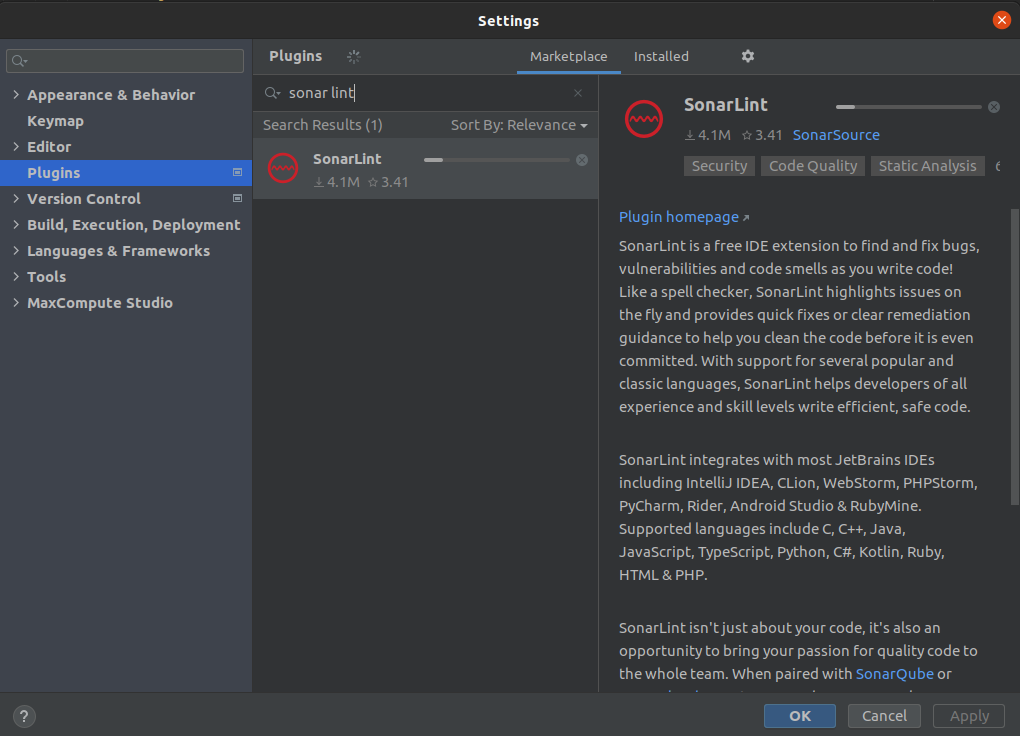 Settings
Plugins
Marketplace
Installed
Appearance & Behavior
Keymap
Editor
Plugins
Version Control
Build, Execution, Deployment
Languages & Frameworks
Tools
MaxCompute Studio
sonar lint
Search Results (1)
Sort By: Relevance
SonarLint
4.1M 3.41
SonarLint
4.1M 3.41 SonarSource
Security Code Quality Static Analysis
Plugin homepage
SonarLint is a free IDE extension to find and fix bugs,
vulnerabilities and code smells as you write code!
Like a spell checker, SonarLint highlights issues on
the fly and provides quick fixes or clear remediation
guidance to help you clean the code before it is even
committed. With support for several popular and
classic languages, SonarLint helps developers of all
experience and skill levels write efficient, safe code.
SonarLint integrates with most JetBrains IDEs
including IntelliJ IDEA, CLion, WebStorm, PHPStorm,
PyCharm, Rider, Android Studio & RubyMine.
Supported languages include C, C++, Java,
JavaScript, TypeScript, Python, C#, Kotlin, Ruby,
HTML & PHP.
SonarLint isn't just about your code, it's also an
opportunity to bring your passion for quality code to
the whole team. When paired with SonarQube or
?
OK
Cancel
Apply